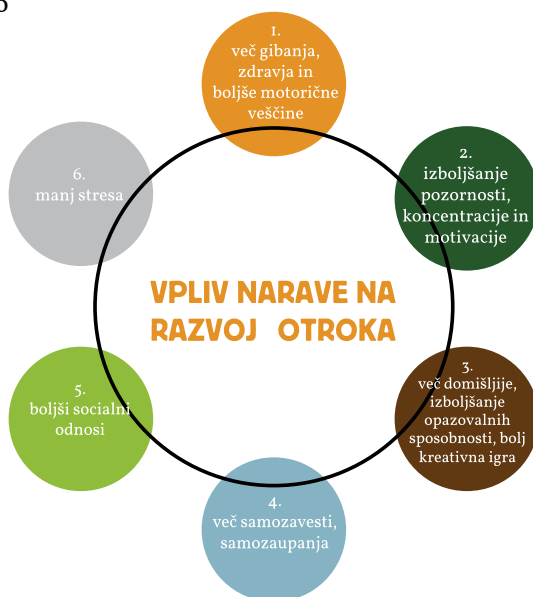 1.
več gibanja,
zdravja in
boljše motorične
veščine
2.
izboljšanje
pozornosti,
koncentracije in
motivacije
3.
več domišljije,
izboljšanje
opazovalnih
sposobnosti, bolj
kreativna igra
4.
več samozavesti,
samozaupanja
5.
boljši socialni
odnosi
6.
manj stresa
VPLIV NARAVE NA
RAZVOJ OTROKA